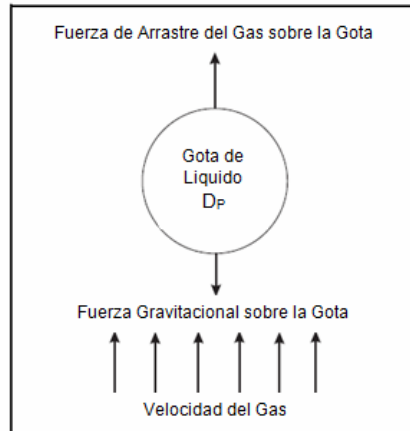 Fuerza de Arrastre del Gas sobre la Gota
Gota de
Liquido
DP
Fuerza Gravitacional sobre la Gota
Velocidad del Gas